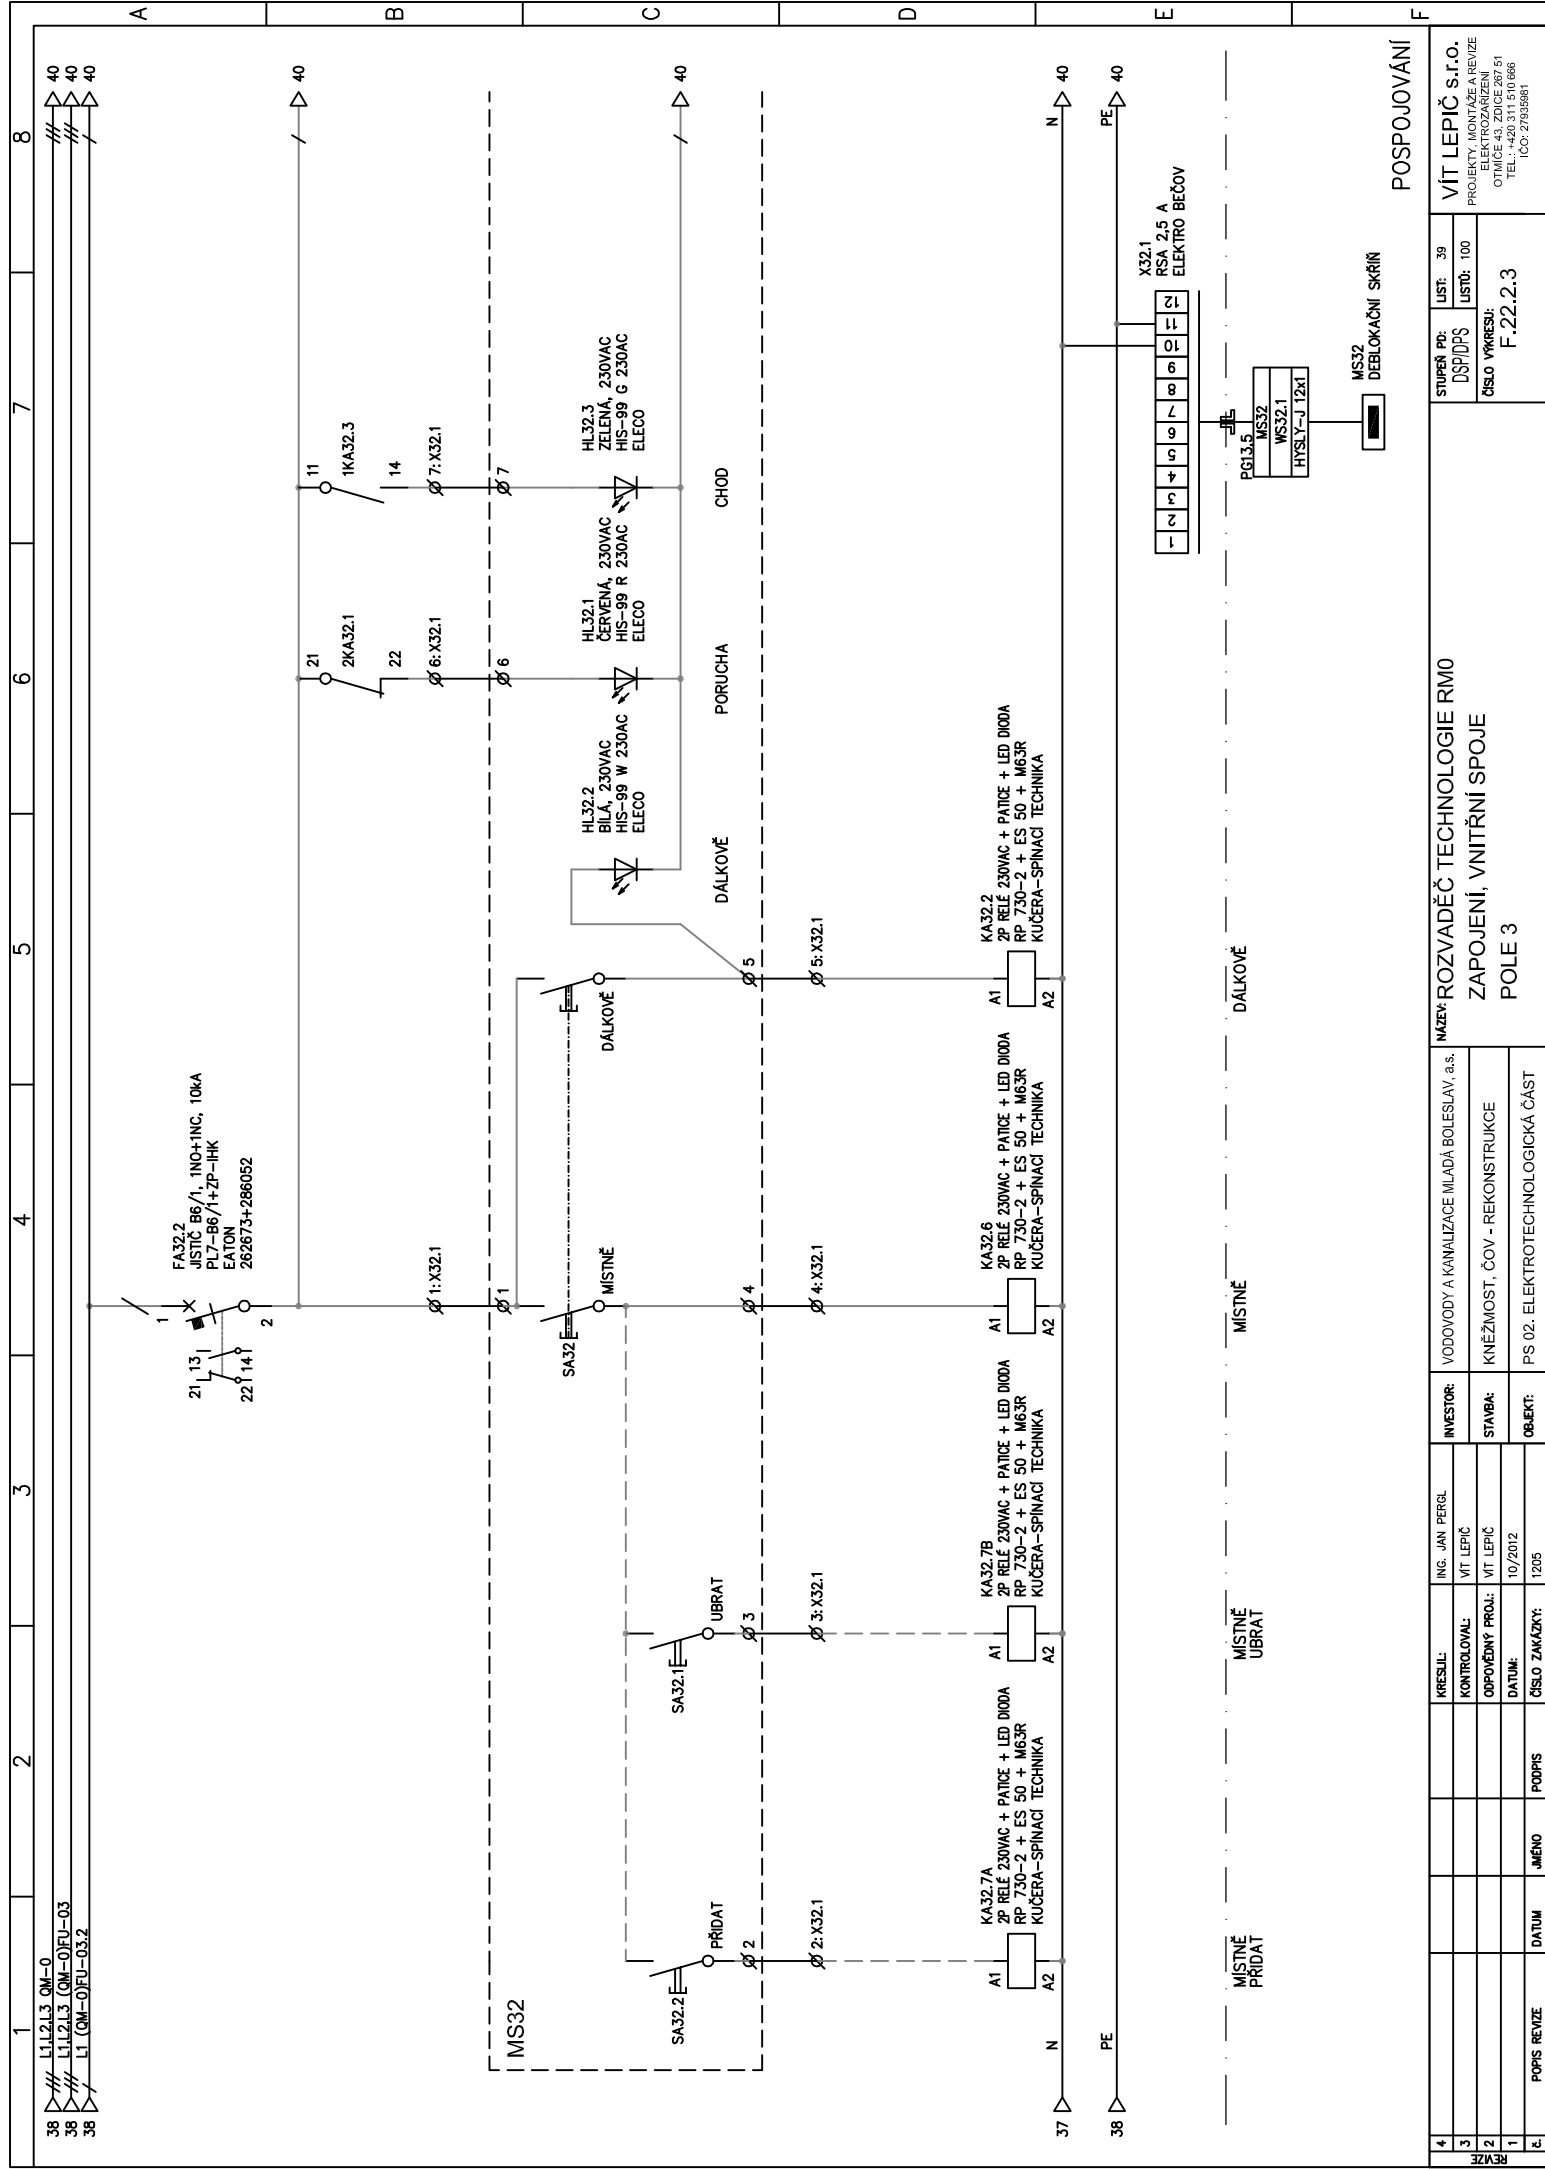 1
2
3
4
5
6
7
8
A
B
C
D
E
F
38
L1,L2,L3 QM-0
40
38
L1,L2,L3 (QM-0)FU-03
40
38
L1 (QM-0)FU-03.2
40
FA32.2
JISTIČ B6/1, 1NO+1NC, 10kA
PL7-B6/1+ZP-IHK
EATON
262673+286052
1
2
21
13
22
14
40
1:X32.1
1
11
1KA32.3
14
7:X32.1
7
21
2KA32.1
22
6:X32.1
6
MS32
SA32
MÍSTNĚ
DÁLKOVĚ
HL32.2
BÍLÁ, 230VAC
HIS-99 W 230AC
ELECO
HL32.1
ČERVENÁ, 230VAC
HIS-99 R 230AC
ELECO
HL32.3
ZELENÁ, 230VAC
HIS-99 G 230AC
ELECO
40
SA32.2
PŘIDAT
SA32.1
UBRAT
DÁLKOVĚ
PORUCHA
CHOD
2
3
4
5
2:X32.1
3:X32.1
4:X32.1
5:X32.1
KA32.7A
2P RELÉ 230VAC + PATICE + LED DIODA
RP 730-2 + ES 50 + M63R
KUČERA-SPÍNACÍ TECHNIKA
A1
A2
KA32.7B
2P RELÉ 230VAC + PATICE + LED DIODA
RP 730-2 + ES 50 + M63R
KUČERA-SPÍNACÍ TECHNIKA
A1
A2
KA32.6
2P RELÉ 230VAC + PATICE + LED DIODA
RP 730-2 + ES 50 + M63R
KUČERA-SPÍNACÍ TECHNIKA
A1
A2
KA32.2
2P RELÉ 230VAC + PATICE + LED DIODA
RP 730-2 + ES 50 + M63R
KUČERA-SPÍNACÍ TECHNIKA
A1
A2
37
N
N
40
38
PE
PE
40
X32.1
RSA 2,5 A
ELEKTRO BEČOV
1 2 3 4 5 6 7 8 9 10 11 12
MÍSTNĚ
PŘIDAT
MÍSTNĚ
UBRAT
MÍSTNĚ
DÁLKOVĚ
PG13,5
MS32
WS32.1
HYSLY-J 12x1
MS32
DEBLOKAČNÍ SKŘÍŇ
POSPOJOVÁNÍ
REVIZE
4
3
2
1
č.
POPIS REVIZE
DATUM
JMÉNO
PODPIS
KRESLIL:
ING. JAN PERGL
KONTROLOVAL:
VÍT LEPIČ
ODPOVĚDNÝ PROJ.:
VÍT LEPIČ
DATUM:
10/2012
ČÍSLO ZAKÁZKY:
1205
INVESTOR:
VODOVODY A KANALIZACE MLADÁ BOLESLAV, a.s.
STAVBA:
KNĚŽMOST, ČOV - REKONSTRUKCE
OBJEKT:
PS 02. ELEKTROTECHNOLOGICKÁ ČÁST
NÁZEV:
ROZVADĚČ TECHNOLOGIE RM0
ZAPOJENÍ, VNITŘNÍ SPOJE
POLE 3
STUPEŇ PD:
DSP/DPS
LIST: 39
LISTŮ: 100
ČÍSLO VÝKRESU:
F.22.2.3
VÍT LEPIČ s.r.o.
PROJEKTY, MONTÁŽE A REVIZE
ELEKTROZAŘÍZENÍ
OTMÍČE 43, ZDICE 267 51
TEL.: +420 311 510 666
IČO: 27935981